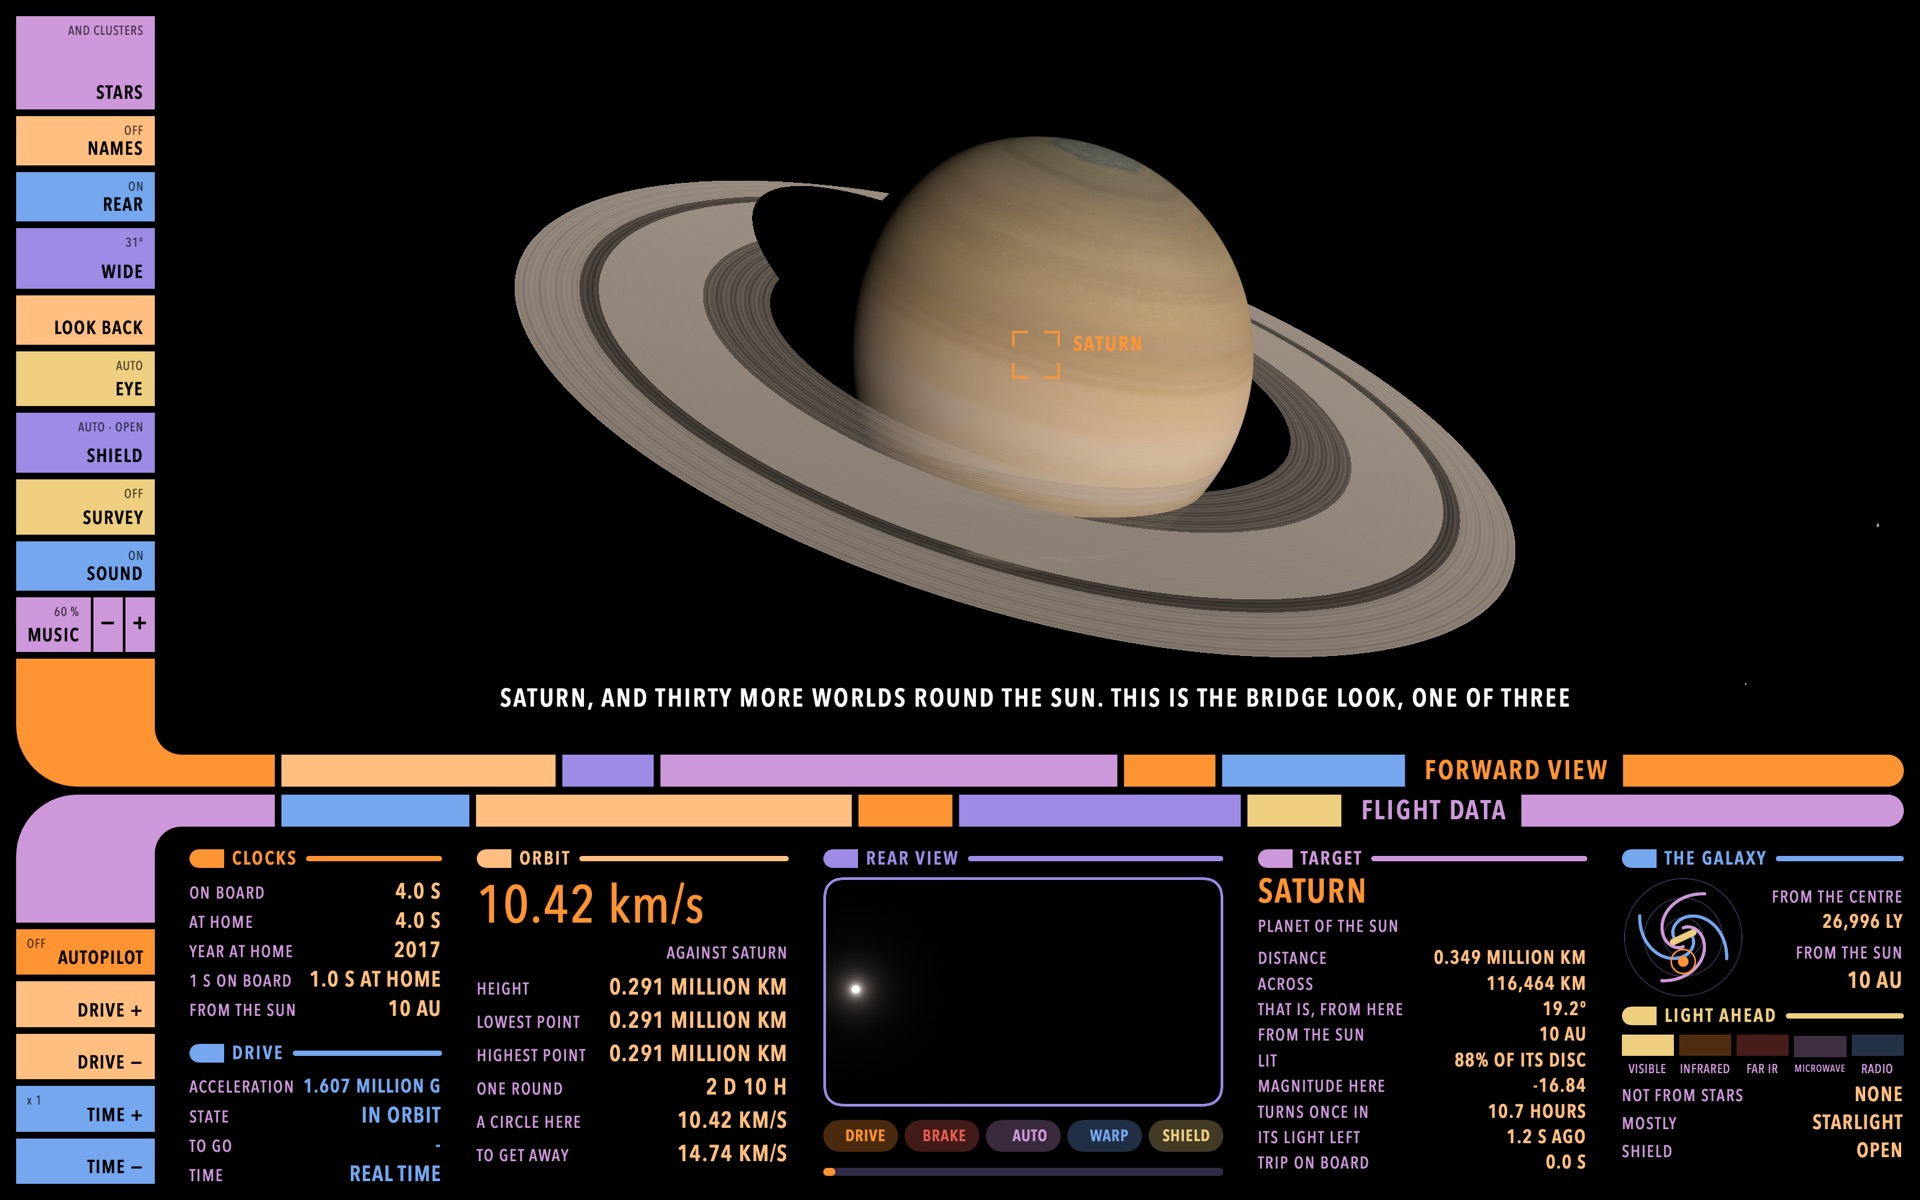 AND CLUSTERS
STARS
OFF
NAMES
ON
REAR
31°
WIDE
LOOK BACK
AUTO
EYE
AUTO · OPEN
SHIELD
OFF
SURVEY
ON
SOUND
60 %
MUSIC − +
SATURN
SATURN, AND THIRTY MORE WORLDS ROUND THE SUN. THIS IS THE BRIDGE LOOK, ONE OF THREE
FORWARD VIEW
FLIGHT DATA
OFF
AUTOPILOT
DRIVE +
DRIVE −
x 1
TIME +
TIME −
CLOCKS
ON BOARD 4.0 S
AT HOME 4.0 S
YEAR AT HOME 2017
1 S ON BOARD 1.0 S AT HOME
FROM THE SUN 10 AU
DRIVE
ACCELERATION 1.607 MILLION G
STATE IN ORBIT
TO GO -
TIME REAL TIME
ORBIT
10.42 km/s
AGAINST SATURN
HEIGHT 0.291 MILLION KM
LOWEST POINT 0.291 MILLION KM
HIGHEST POINT 0.291 MILLION KM
ONE ROUND 2 D 10 H
A CIRCLE HERE 10.42 KM/S
TO GET AWAY 14.74 KM/S
REAR VIEW
DRIVE BRAKE AUTO WARP SHIELD
TARGET
SATURN
PLANET OF THE SUN
DISTANCE 0.349 MILLION KM
ACROSS 116,464 KM
THAT IS, FROM HERE 19.2°
FROM THE SUN 10 AU
LIT 88% OF ITS DISC
MAGNITUDE HERE -16.84
TURNS ONCE IN 10.7 HOURS
ITS LIGHT LEFT 1.2 S AGO
TRIP ON BOARD 0.0 S
THE GALAXY
FROM THE CENTRE
26,996 LY
FROM THE SUN
10 AU
LIGHT AHEAD
VISIBLE INFRARED FAR IR MICROWAVE RADIO
NOT FROM STARS NONE
MOSTLY STARLIGHT
SHIELD OPEN